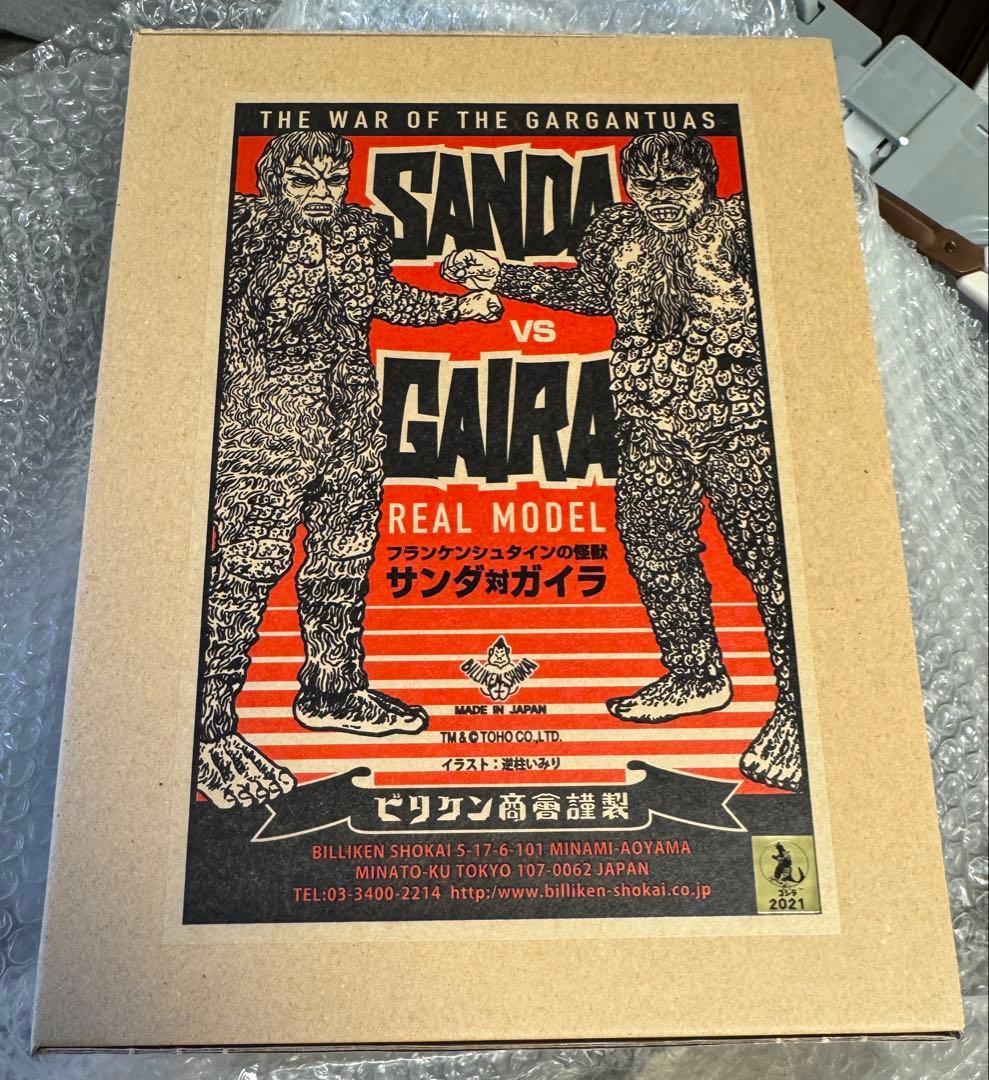 THE WAR OF THE GARGANTUAS
SANDA
VS
GAIRA
REAL MODEL
フランケンシュタインの怪獣
サンダ対ガイラ
BILLIKEN-SHOKAI
MADE IN JAPAN
TM & © TOHO CO.,LTD.
イラスト:逆柱いみり
ビリケン商會謹製
BILLIKEN SHOKAI 5-17-6-101 MINAMI-AOYAMA
MINATO-KU TOKYO 107-0062 JAPAN
TEL:03-3400-2214 http:/www.billiken-shokai.co.jp
ゴジラ
2021